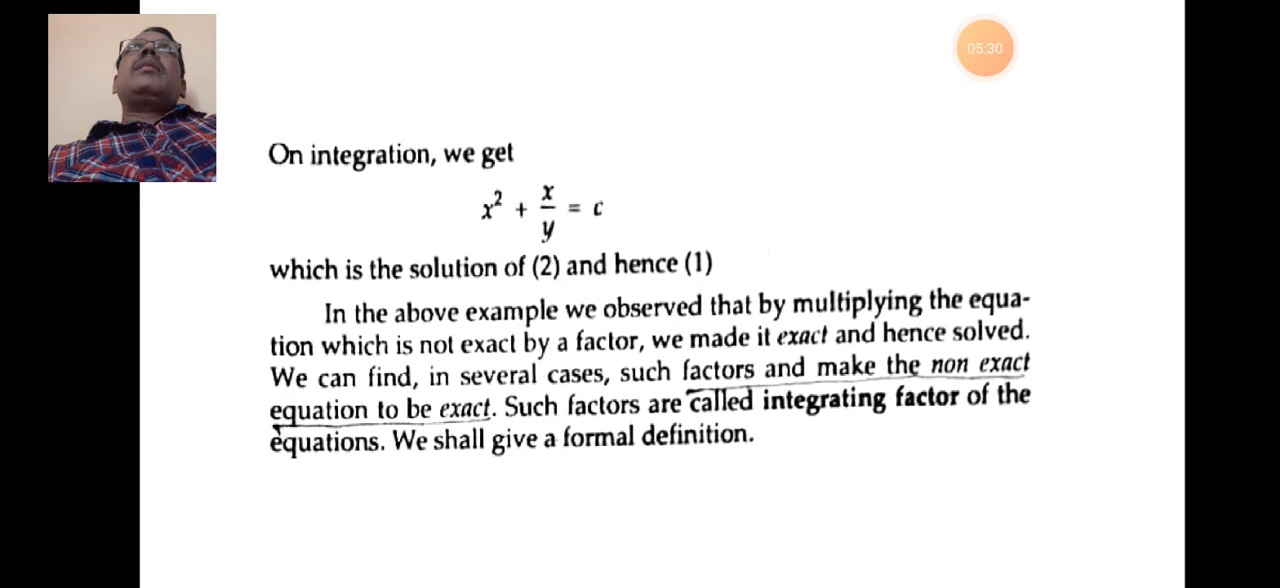 05:30
On integration, we get
x² + x/y = c
which is the solution of (2) and hence (1)
In the above example we observed that by multiplying the equa-
tion which is not exact by a factor, we made it exact and hence solved.
We can find, in several cases, such factors and make the non exact
equation to be exact. Such factors are called integrating factor of the
equations. We shall give a formal definition.